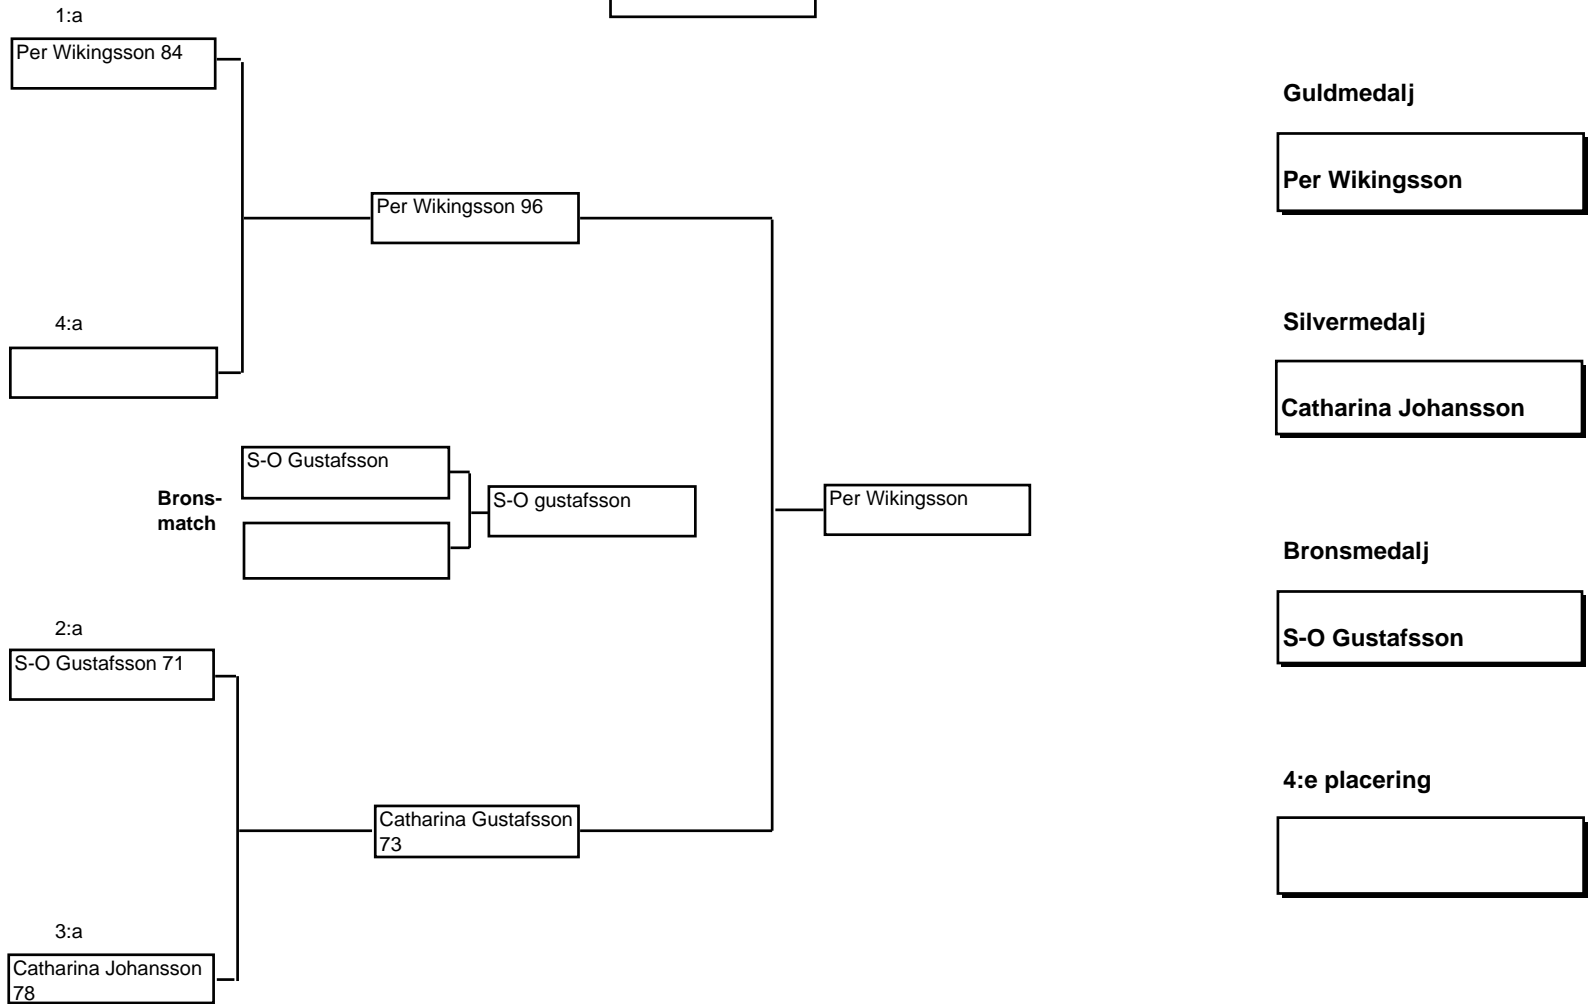 1:a
Per Wikingsson 84
Guldmedalj
Per Wikingsson
Per Wikingsson 96
4:a
Silvermedalj
Catharina Johansson
S-O Gustafsson
Brons-
match
S-O gustafsson
Per Wikingsson
Bronsmedalj
S-O Gustafsson
2:a
S-O Gustafsson 71
4:e placering
Catharina Gustafsson
73
3:a
Catharina Johansson
78